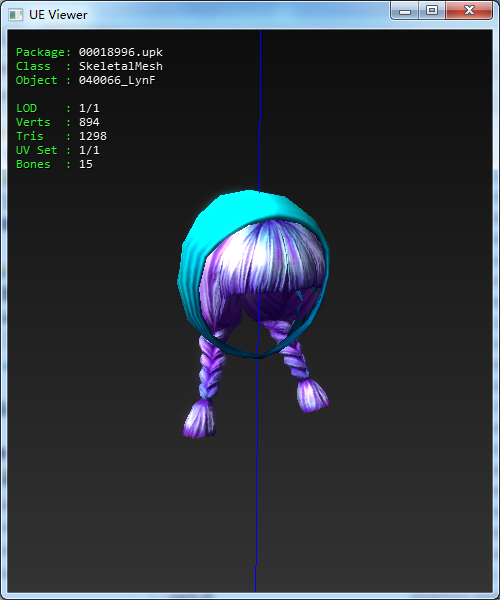 UE Viewer
Package: 00018996.upk
Class : SkeletalMesh
Object : 040066_LynF
LOD : 1/1
Verts : 894
Tris : 1298
UV Set : 1/1
Bones : 15